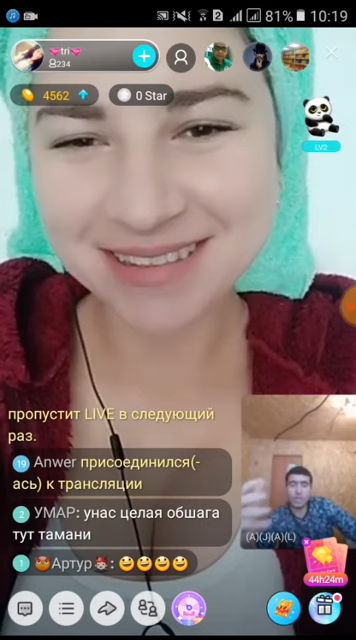 81% 10:19
💕tri💕
234
4562 0 Star
LV2
пропустит LIVE в следующий
раз.
19 Anwer присоединился(-
ась) к трансляции
2 УМАР: унас целая обшага
тут тамани
1 Артур: 😀😀😀😀
(A)(J)(A)(L)
44h24m